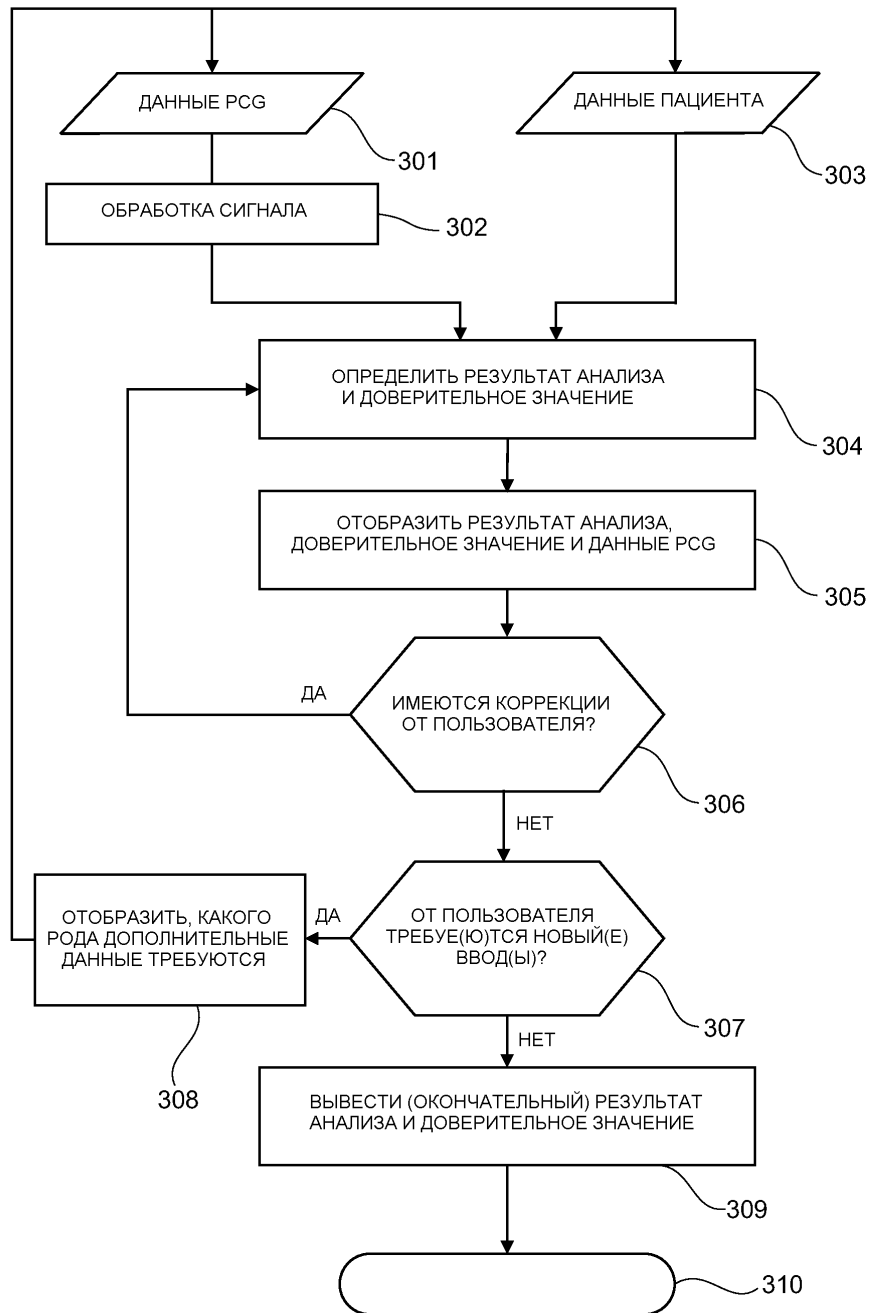 ДАННЫЕ PCG
301
ДАННЫЕ ПАЦИЕНТА
303
ОБРАБОТКА СИГНАЛА
302
ОПРЕДЕЛИТЬ РЕЗУЛЬТАТ АНАЛИЗА
И ДОВЕРИТЕЛЬНОЕ ЗНАЧЕНИЕ
304
ОТОБРАЗИТЬ РЕЗУЛЬТАТ АНАЛИЗА,
ДОВЕРИТЕЛЬНОЕ ЗНАЧЕНИЕ И ДАННЫЕ PCG
305
ДА
ИМЕЮТСЯ КОРРЕКЦИИ
ОТ ПОЛЬЗОВАТЕЛЯ?
306
НЕТ
ОТОБРАЗИТЬ, КАКОГО
РОДА ДОПОЛНИТЕЛЬНЫЕ
ДАННЫЕ ТРЕБУЮТСЯ
308
ДА
ОТ ПОЛЬЗОВАТЕЛЯ
ТРЕБУЕ(Ю)ТСЯ НОВЫЙ(Е)
ВВОД(Ы)?
307
НЕТ
ВЫВЕСТИ (ОКОНЧАТЕЛЬНЫЙ) РЕЗУЛЬТАТ
АНАЛИЗА И ДОВЕРИТЕЛЬНОЕ ЗНАЧЕНИЕ
309
310